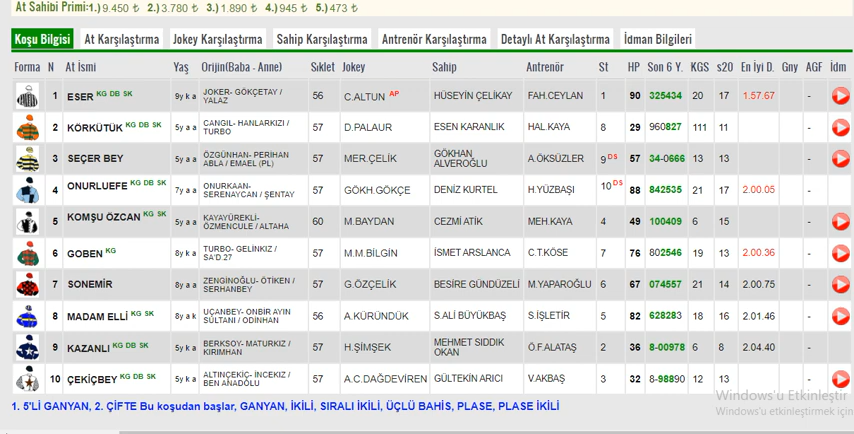 At Sahibi Primi:1.) 9.450 ₺ 2.) 3.780 ₺ 3.) 1.890 ₺ 4.) 945 ₺ 5.) 473 ₺
Koşu Bilgisi At Karşılaştırma Jokey Karşılaştırma Sahip Karşılaştırma Antrenör Karşılaştırma Detaylı At Karşılaştırma İdman Bilgileri
Forma N At İsmi Yaş Orijin(Baba - Anne) Sıklet Jokey Sahip Antrenör St HP Son 6 Y. KGS s20 En İyi D. Gny AGF İdm
1 ESER KG DB SK 9y k a JOKER- GÖKÇETAY / YALAZ 56 C.ALTUN AP HÜSEYİN ÇELİKAY FAH.CEYLAN 1 90 325434 20 17 1.57.67 -
2 KÖRKÜTÜK KG DB SK 5y a a CANGIL- HANLARKIZI / TURBO 57 D.PALAUR ESEN KARANLIK HAL.KAYA 8 29 960827 111 11 -
3 SEÇER BEY 5y a a ÖZGÜNHAN- PERİHAN ABLA / EMAEL (PL) 57 MER.ÇELİK GÖKHAN ALVEROĞLU A.ÖKSÜZLER 9 DS 57 34-0666 13 13 -
4 ONURLUEFE KG DB SK 7y a a ONURKAAN- SERENAYCAN / ŞENTAY 57 GÖKH.GÖKÇE DENİZ KURTEL H.YÜZBAŞI 10 DS 88 842535 21 17 2.00.05 -
5 KOMŞU ÖZCAN KG SK 5y a a KAYAYÜREKLİ- ÖZMENCULE / ALTAHA 60 M.BAYDAN CEZMİ ATİK MEH.KAYA 4 49 100409 6 15 -
6 GOBEN KG 8y k a TURBO- GELİNKIZ / SA'D.27 57 M.M.BİLGİN İSMET ARSLANCA C.T.KÖSE 7 76 802546 19 13 2.00.36 -
7 SONEMİR 8y a a ZENGİNOĞLU- ÖTİKEN / SERHANBEY 57 G.ÖZÇELİK BESİRE GÜNDÜZELİ M.YAPAROĞLU 6 67 074557 21 14 2.00.75 -
8 MADAM ELLİ KG SK 8y a k UÇANBEY- ONBİR AYIN SULTANI / ODİNHAN 56 A.KÜRÜNDÜK S.ALİ BÜYÜKBAŞ S.İŞLETİR 5 82 628283 18 16 2.01.46 -
9 KAZANLI KG DB SK 5y k a BERKSOY- MATURKIZ / KIRIMHAN 57 H.ŞİMŞEK MEHMET SIDDIK OKAN Ö.F.ALATAŞ 2 36 8-00978 6 8 2.04.40 -
10 ÇEKİÇBEY KG DB SK 5y k a ALTINÇEKİÇ- İNCEKIZ / BEN ANADOLU 57 A.C.DAĞDEVİREN GÜLTEKİN ARICI V.AKBAŞ 3 32 8-98890 12 13 -
1. 5'Lİ GANYAN, 2. ÇİFTE Bu koşudan başlar, GANYAN, İKİLİ, SIRALI İKİLİ, ÜÇLÜ BAHİS, PLASE, PLASE İKİLİ
Windows'u Etkinleştir
Windows'u etkinleştirmek için